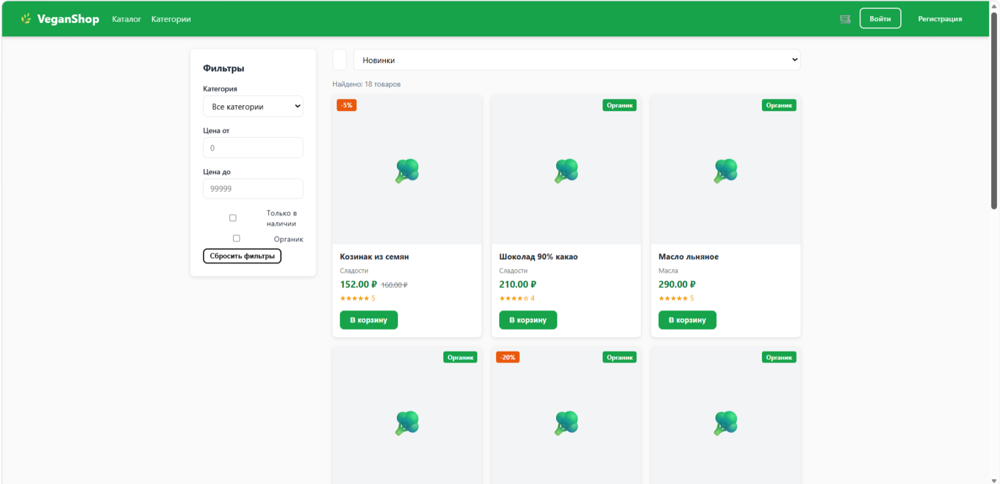 VeganShop Каталог Категории Войти Регистрация
Фильтры
Категория
Все категории
Цена от
0
Цена до
99999
Только в
наличии
Органик
Сбросить фильтры
Новинки
Найдено: 18 товаров
-5%
Козинак из семян
Сладости
152.00 ₽ 160.00 ₽
★★★★★ 5
В корзину
Органик
Шоколад 90% какао
Сладости
210.00 ₽
★★★★☆ 4
В корзину
Органик
Масло льняное
Масла
290.00 ₽
★★★★★ 5
В корзину
Органик
-20% Органик
Органик